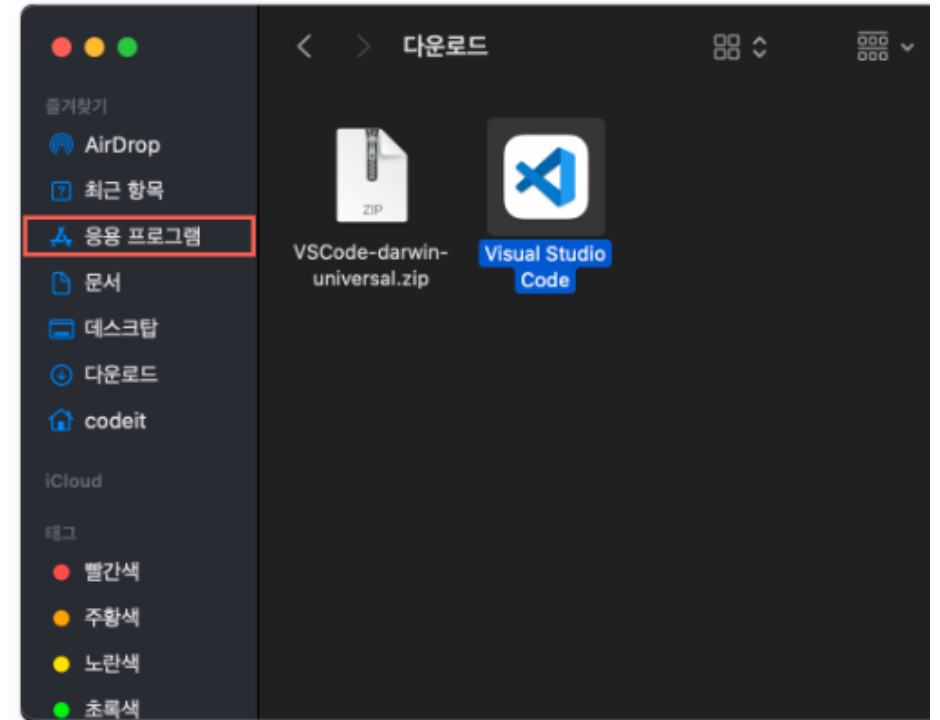 다운로드
즐겨찾기
AirDrop
최근 항목
응용 프로그램
문서
데스크탑
다운로드
codeit
iCloud
태그
빨간색
주황색
노란색
초록색
ZIP
VSCode-darwin-
universal.zip
Visual Studio
Code